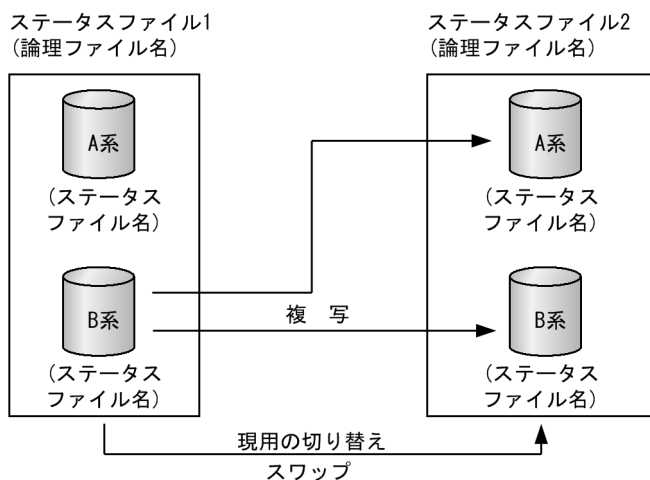 ステータスファイル1
(論理ファイル名)
A系
(ステータス
ファイル名)
B系
(ステータス
ファイル名)
複　写
ステータスファイル2
(論理ファイル名)
A系
(ステータス
ファイル名)
B系
(ステータス
ファイル名)
現用の切り替え
スワップ